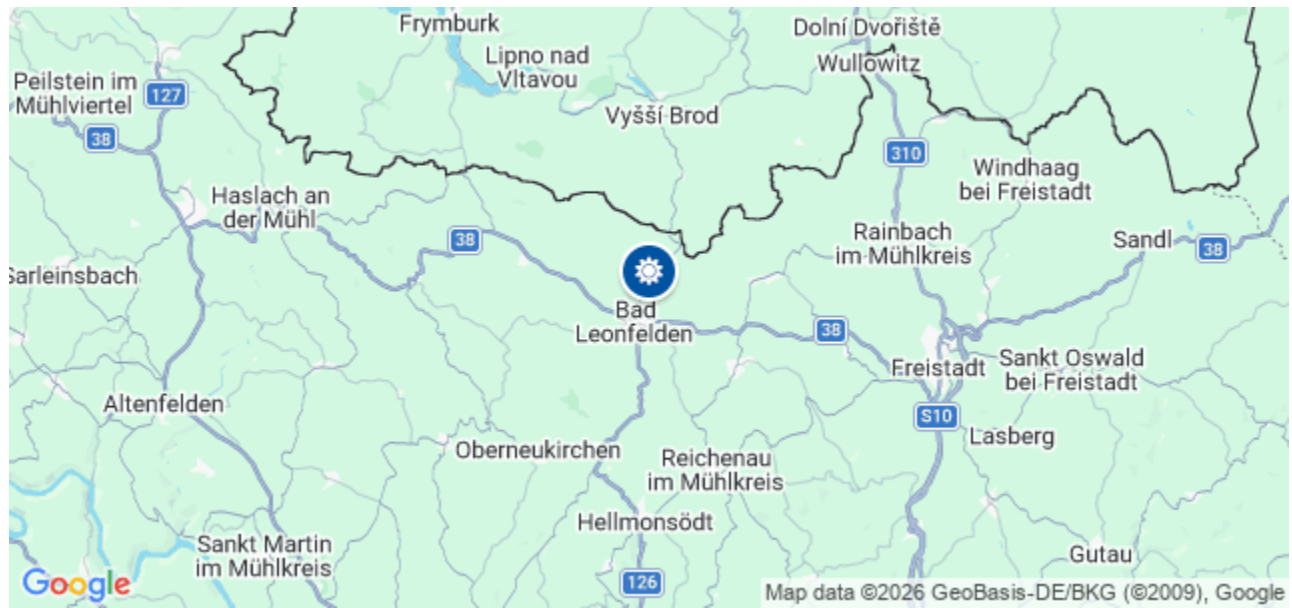 Frymburk
Dolní Dvořiště
Lipno nad
Vltavou
Wullowitz
Peilstein im
Mühlviertel
127
Vyšší Brod
38
310
Windhaag
bei Freistadt
Haslach an
der Mühl
38
Rainbach
im Mühlkreis
Sandl
38
Sarleinsbach
Bad
Leonfelden
38
Freistadt
Sankt Oswald
bei Freistadt
Altenfelden
S10
Lasberg
Oberneukirchen
Reichenau
im Mühlkreis
Hellmonsödt
Sankt Martin
im Mühlkreis
Gutau
126
Google
Map data ©2026 GeoBasis-DE/BKG (©2009), Google